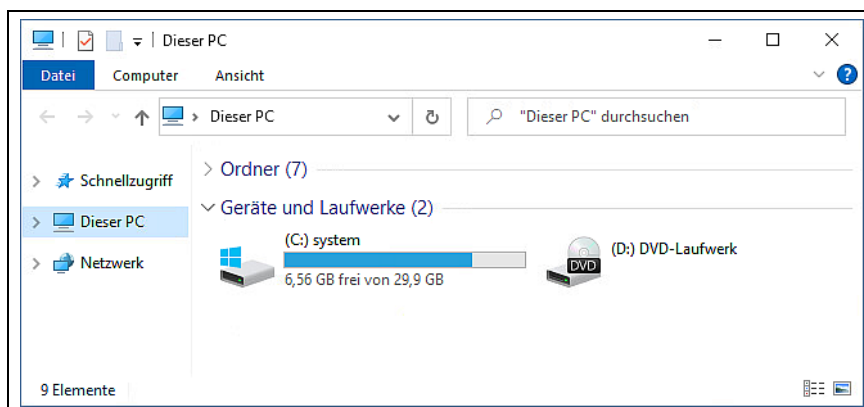 Dieser PC
Datei Computer Ansicht
Dieser PC "Dieser PC" durchsuchen
Schnellzugriff
Dieser PC
Netzwerk
Ordner (7)
Geräte und Laufwerke (2)
(C:) system
6,56 GB frei von 29,9 GB
(D:) DVD-Laufwerk
DVD
9 Elemente